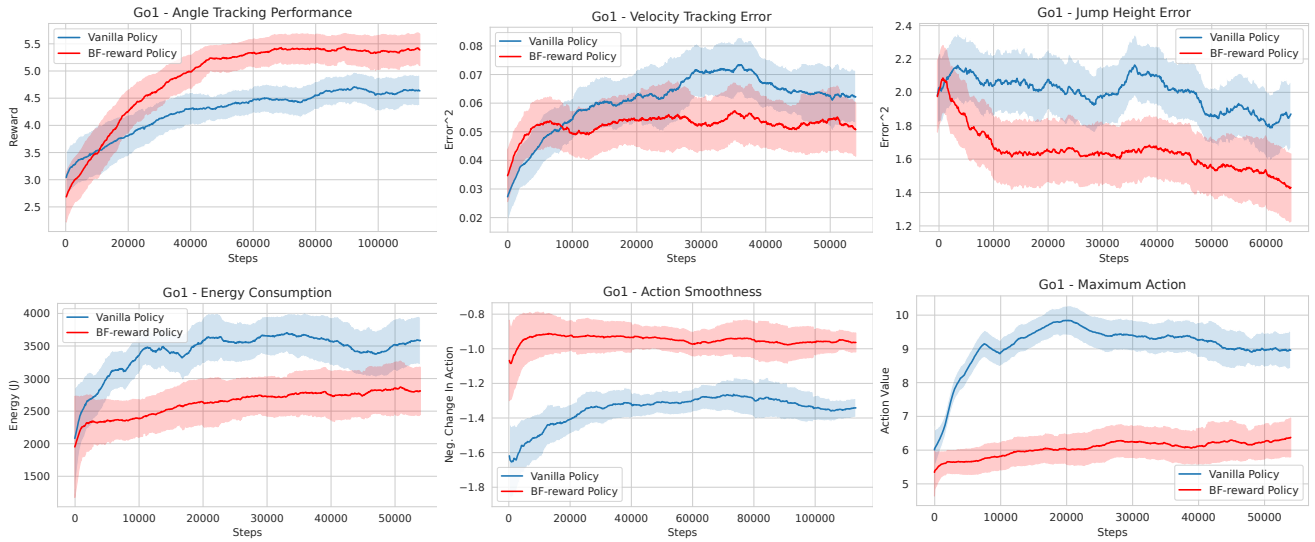 Go1 - Angle Tracking Performance
Vanilla Policy
BF-reward Policy
5.5
5.0
4.5
4.0
3.5
3.0
2.5
Reward
0 20000 40000 60000 80000 100000
Steps
Go1 - Velocity Tracking Error
Vanilla Policy
BF-reward Policy
0.08
0.07
0.06
0.05
0.04
0.03
0.02
Error^2
0 10000 20000 30000 40000 50000
Steps
Go1 - Jump Height Error
Vanilla Policy
BF-reward Policy
2.4
2.2
2.0
1.8
1.6
1.4
1.2
Error^2
0 10000 20000 30000 40000 50000 60000
Steps
Go1 - Energy Consumption
Vanilla Policy
BF-reward Policy
4000
3500
3000
2500
2000
1500
Energy (J)
0 10000 20000 30000 40000 50000
Steps
Go1 - Action Smoothness
−0.8
−1.0
−1.2
−1.4
−1.6
−1.8
Neg. Change In Action
Vanilla Policy
BF-reward Policy
0 20000 40000 60000 80000 100000
Steps
Go1 - Maximum Action
10
9
8
7
6
5
Action Value
Vanilla Policy
BF-reward Policy
0 10000 20000 30000 40000 50000
Steps